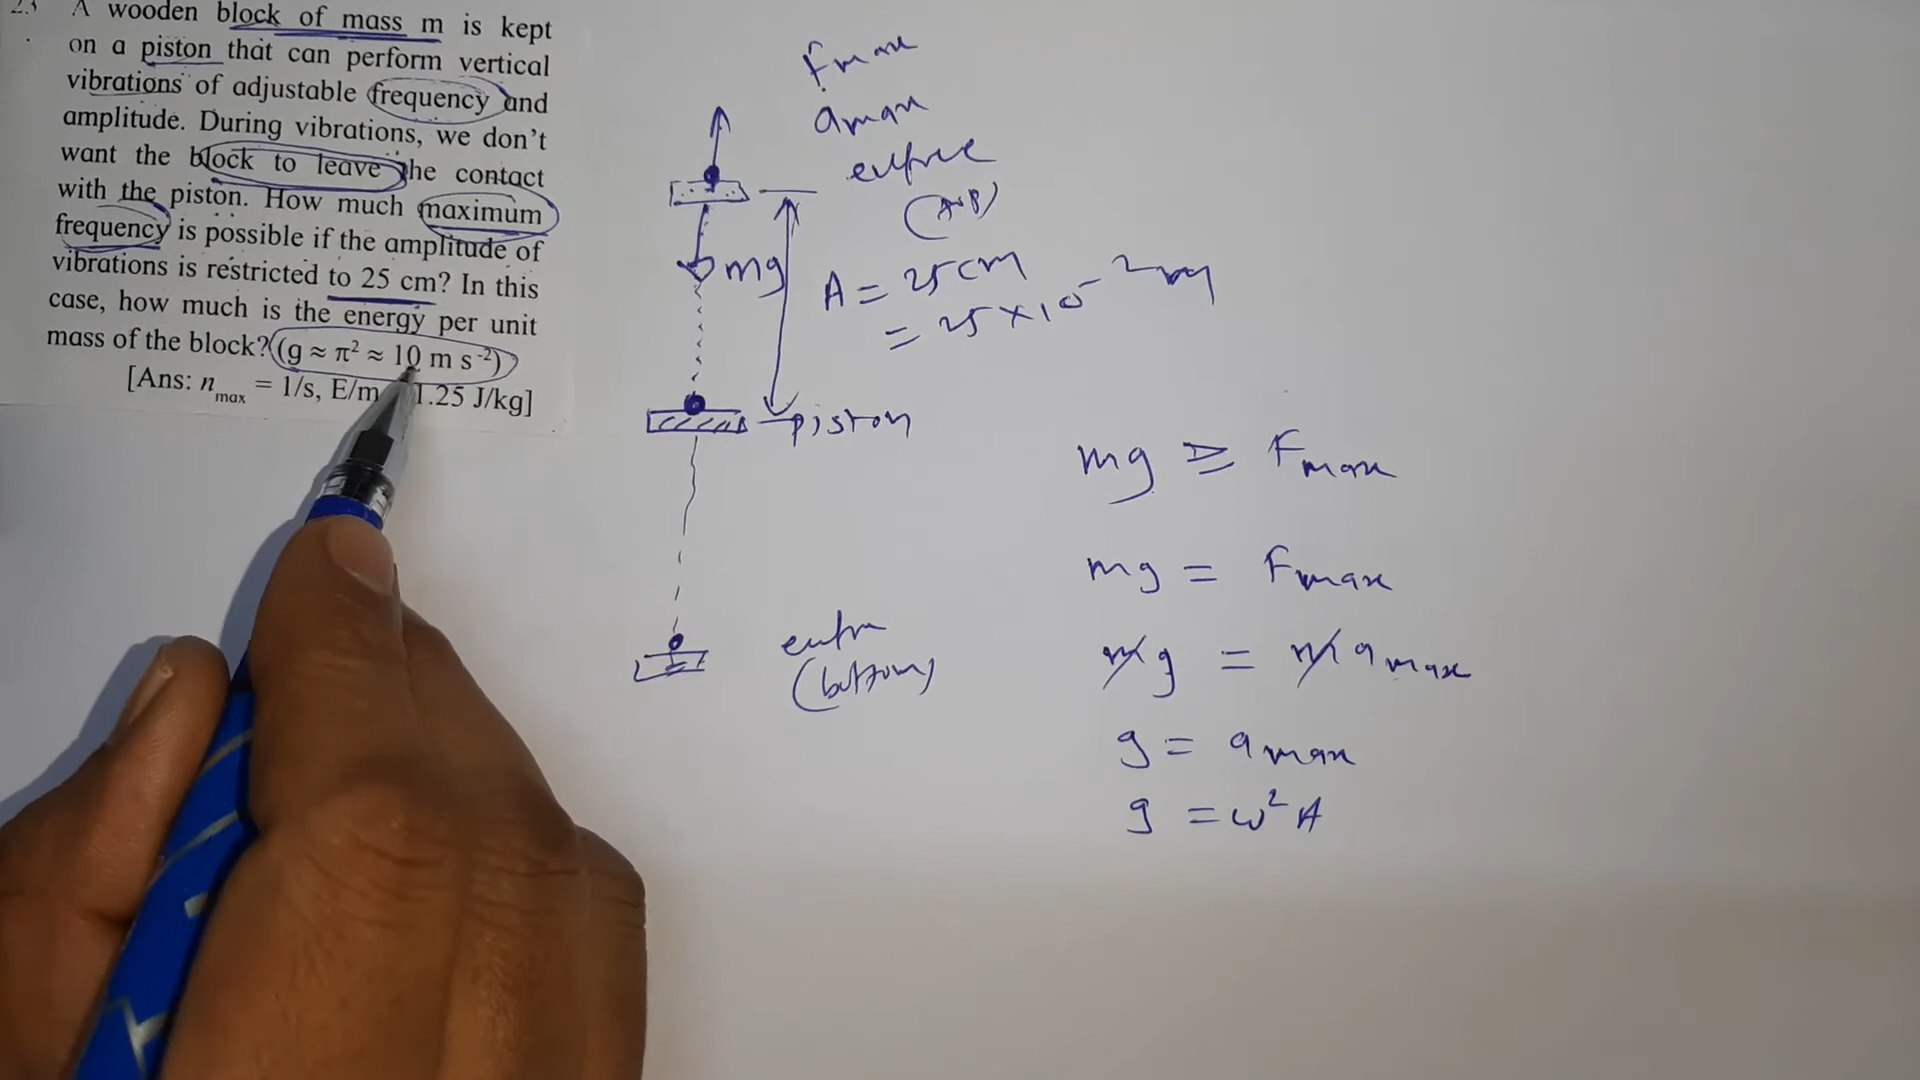 A wooden block of mass m is kept
on a piston that can perform vertical
vibrations of adjustable frequency and
amplitude. During vibrations, we don't
want the block to leave the contact
with the piston. How much maximum
frequency is possible if the amplitude of
vibrations is restricted to 25 cm? In this
case, how much is the energy per unit
mass of the block? (g ≈ π² ≈ 10 m s⁻²)
[Ans: n_max = 1/s, E/m 1.25 J/kg]
Fmax
amax
mg
A = 25 cm
= 25 × 10⁻²
piston
(bottom)
mg ≥ Fmax
mg = Fmax
mg = m amax
g = amax
g = ω² A